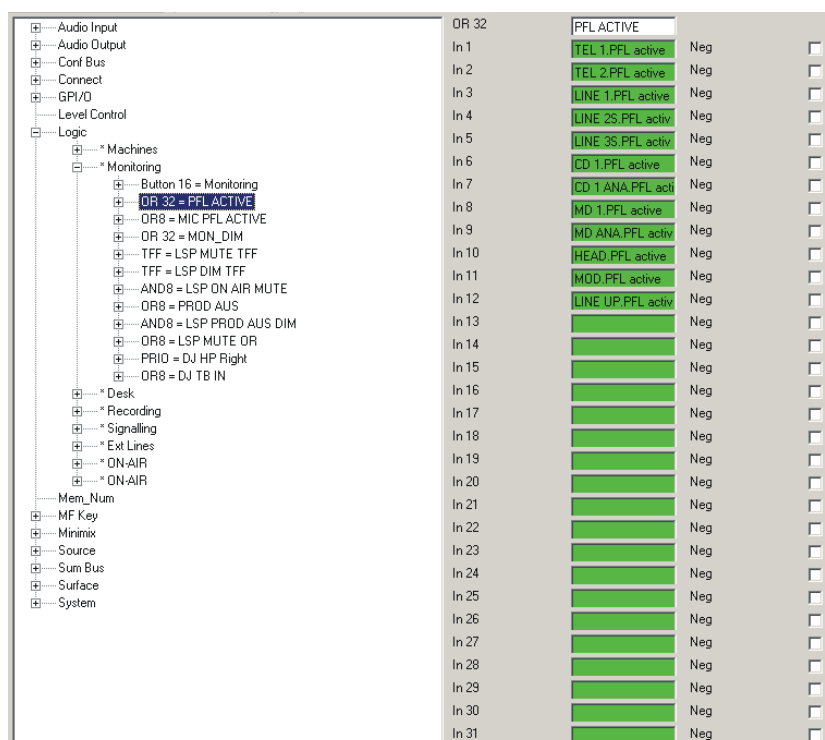 Audio Input
Audio Output
Conf Bus
Connect
GPI/O
Level Control
Logic
* Machines
* Monitoring
Button 16 = Monitoring
OR 32 = PFL ACTIVE
OR8 = MIC PFL ACTIVE
OR 32 = MON_DIM
TFF = LSP MUTE TFF
TFF = LSP DIM TFF
AND8 = LSP ON AIR MUTE
OR8 = PROD AUS
AND8 = LSP PROD AUS DIM
OR8 = LSP MUTE OR
PRIO = DJ HP Right
OR8 = DJ TB IN
* Desk
* Recording
* Signalling
* Ext Lines
* ON-AIR
* ON-AIR
Mem_Num
MF Key
Minimix
Source
Sum Bus
Surface
System
OR 32 PFL ACTIVE
In 1 TEL 1.PFL active Neg
In 2 TEL 2.PFL active Neg
In 3 LINE 1.PFL active Neg
In 4 LINE 2S.PFL activ Neg
In 5 LINE 3S.PFL activ Neg
In 6 CD 1.PFL active Neg
In 7 CD 1 ANA.PFL acti Neg
In 8 MD 1.PFL active Neg
In 9 MD ANA.PFL activ Neg
In 10 HEAD.PFL active Neg
In 11 MOD.PFL active Neg
In 12 LINE UP.PFL activ Neg
In 13 Neg
In 14 Neg
In 15 Neg
In 16 Neg
In 17 Neg
In 18 Neg
In 19 Neg
In 20 Neg
In 21 Neg
In 22 Neg
In 23 Neg
In 24 Neg
In 25 Neg
In 26 Neg
In 27 Neg
In 28 Neg
In 29 Neg
In 30 Neg
In 31 Neg